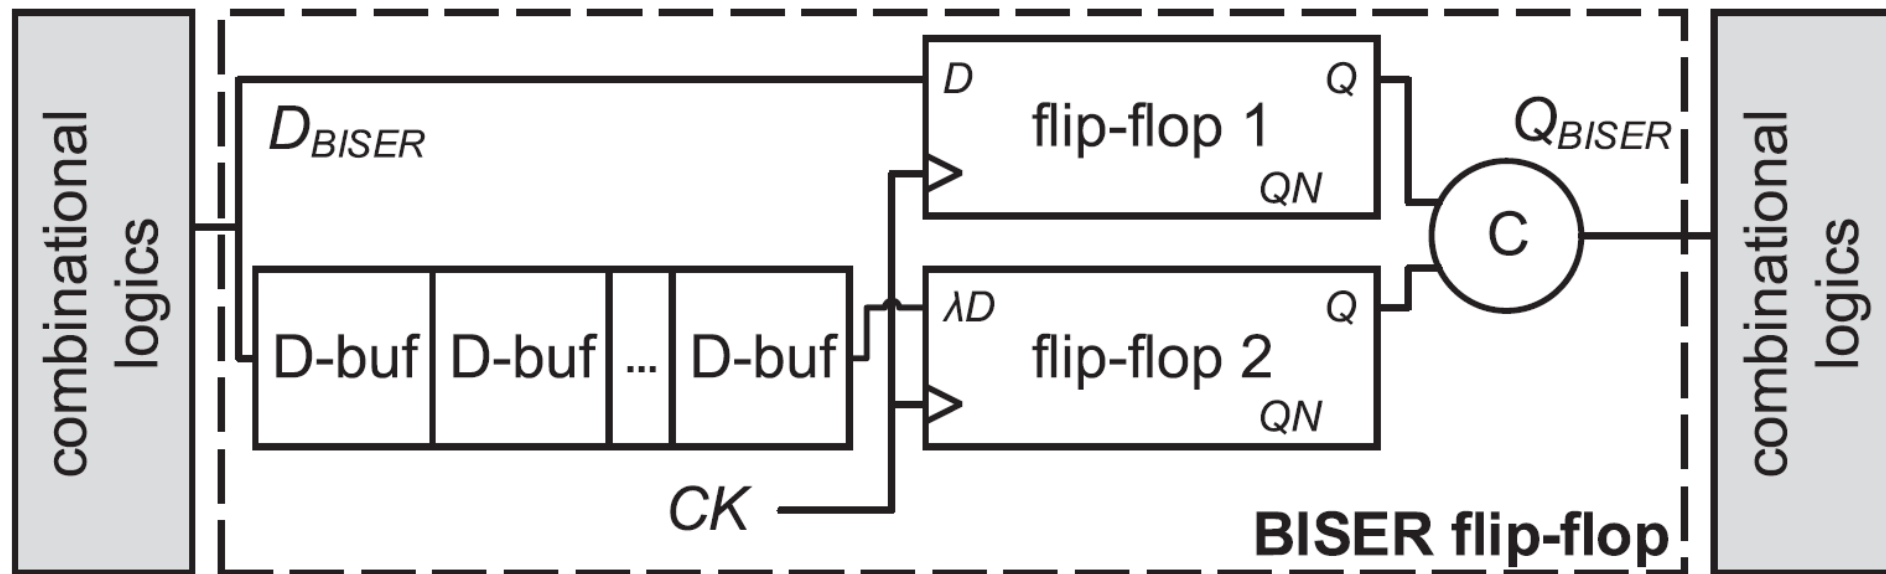 combinational
logics
D_BISER
D-buf
D-buf
...
D-buf
CK
D
Q
flip-flop 1
QN
λD
Q
flip-flop 2
QN
C
Q_BISER
BISER flip-flop
combinational
logics